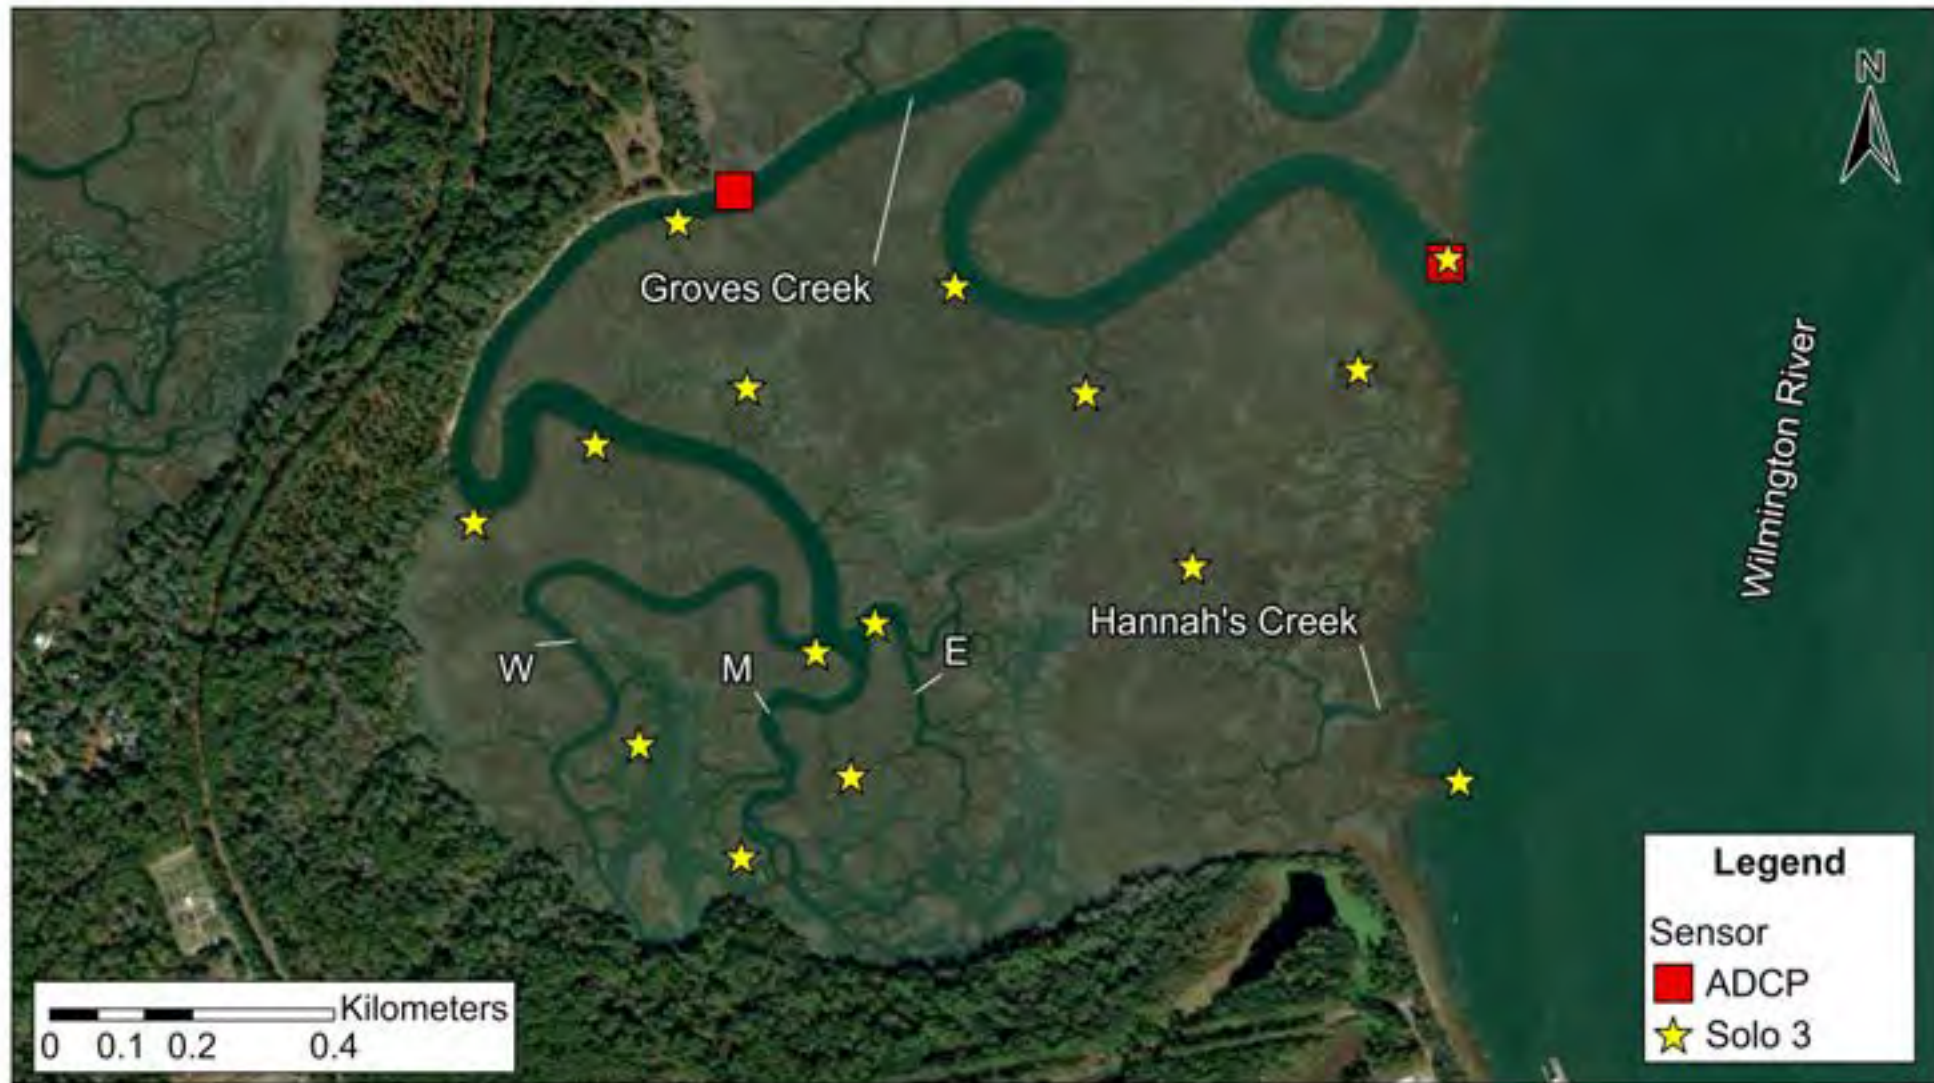 N
Groves Creek
Wilmington River
Hannah's Creek
W
M
E
Legend
Sensor
ADCP
Solo 3
Kilometers
0 0.1 0.2 0.4